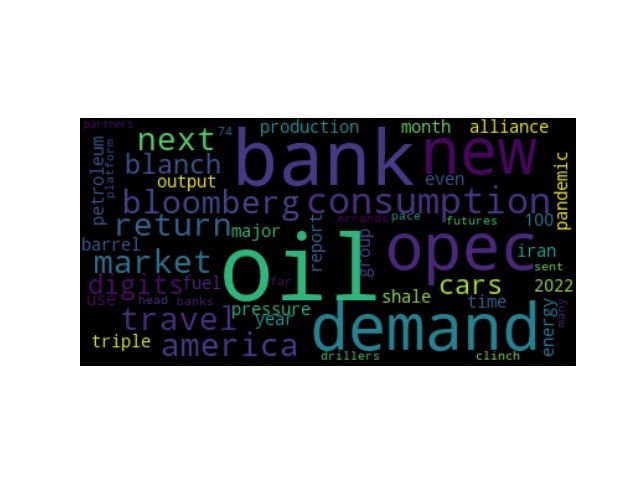 partners
next
74
production
month
alliance
petroleum
platform
bank
new
blanch
output
even
pandemic
bloomberg
consumption
return
major
report
group
errands
pace
futures
100
barrel
market
oil
opec
iran
sent
digits
fuel
far
use
head
banks
shale
cars
2022
time
travel
pressure
year
demand
energy
many
triple
america
drillers
clinch